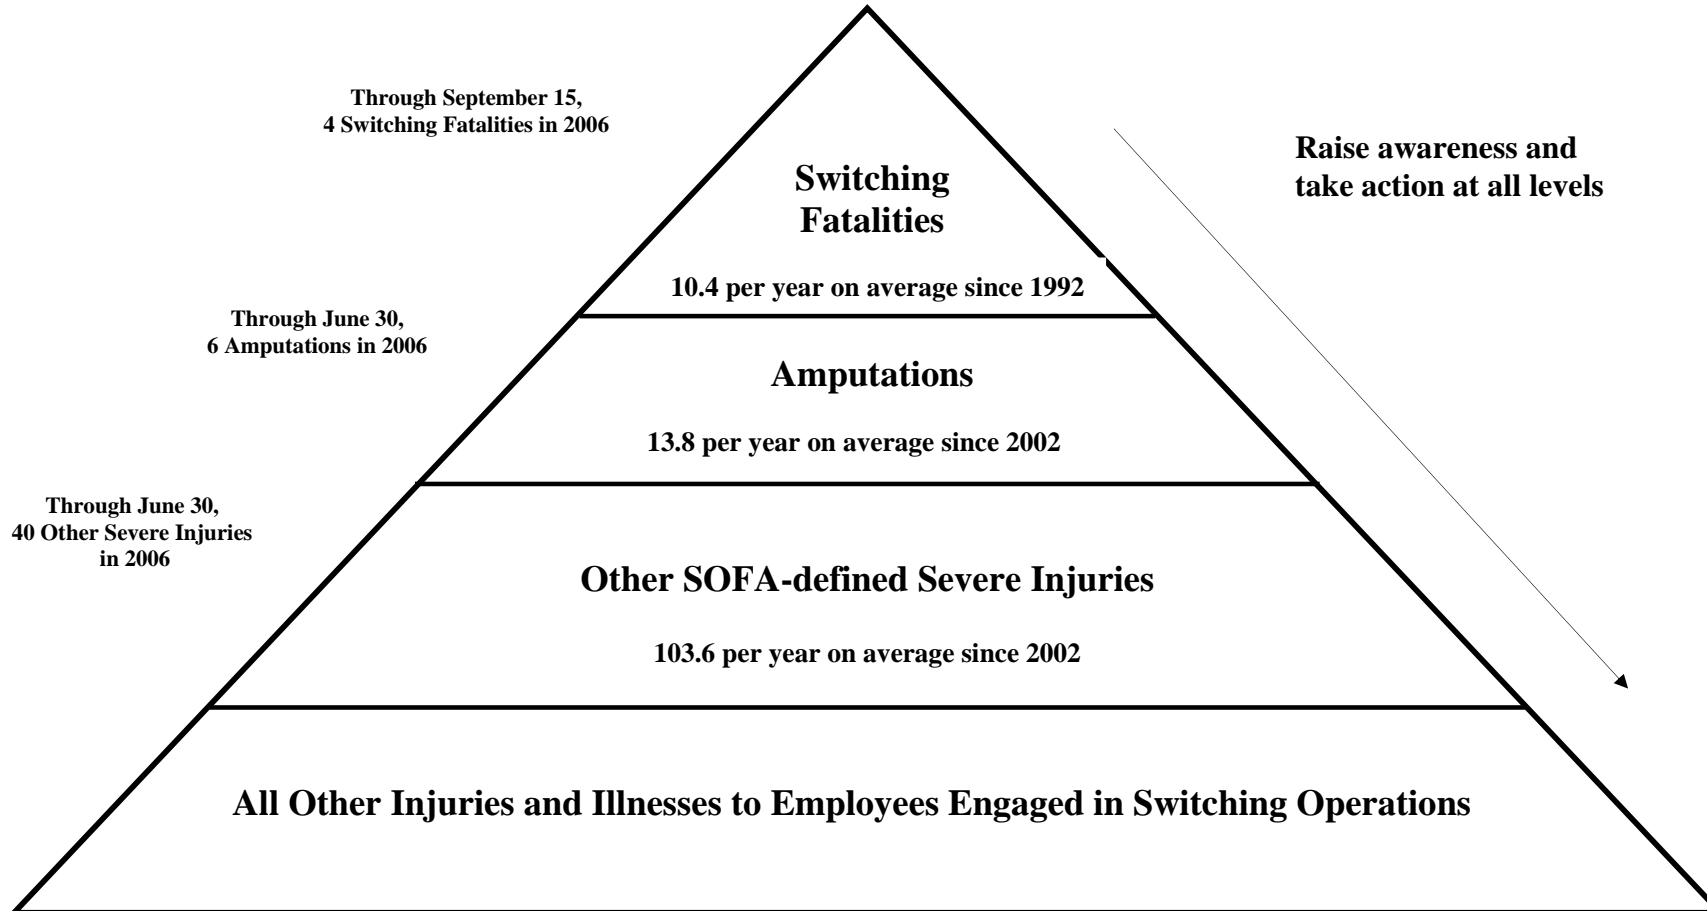 Through September 15,
4 Switching Fatalities in 2006
Raise awareness and
take action at all levels
Switching
Fatalities
10.4 per year on average since 1992
Through June 30,
6 Amputations in 2006
Amputations
13.8 per year on average since 2002
Through June 30,
40 Other Severe Injuries
in 2006
Other SOFA-defined Severe Injuries
103.6 per year on average since 2002
All Other Injuries and Illnesses to Employees Engaged in Switching Operations